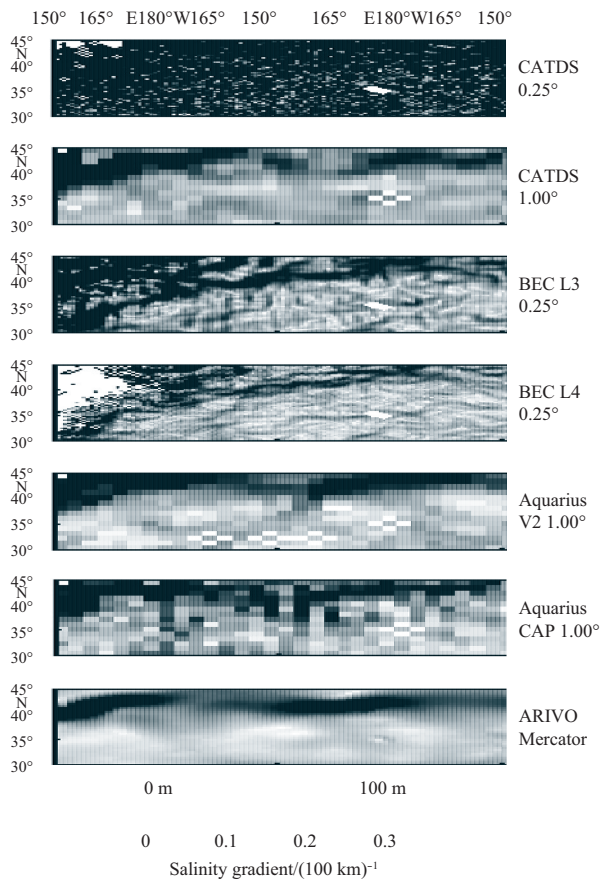 150° 165° E180°W165° 150° 165° E180°W165° 150°
45°
N
40°
35°
30°
CATDS
0.25°
45°
N
40°
35°
30°
CATDS
1.00°
45°
N
40°
35°
30°
BEC L3
0.25°
45°
N
40°
35°
30°
BEC L4
0.25°
45°
N
40°
35°
30°
Aquarius
V2 1.00°
45°
N
40°
35°
30°
Aquarius
CAP 1.00°
45°
N
40°
35°
30°
ARIVO
Mercator
0 m 100 m
0 0.1 0.2 0.3
Salinity gradient/(100 km)⁻¹